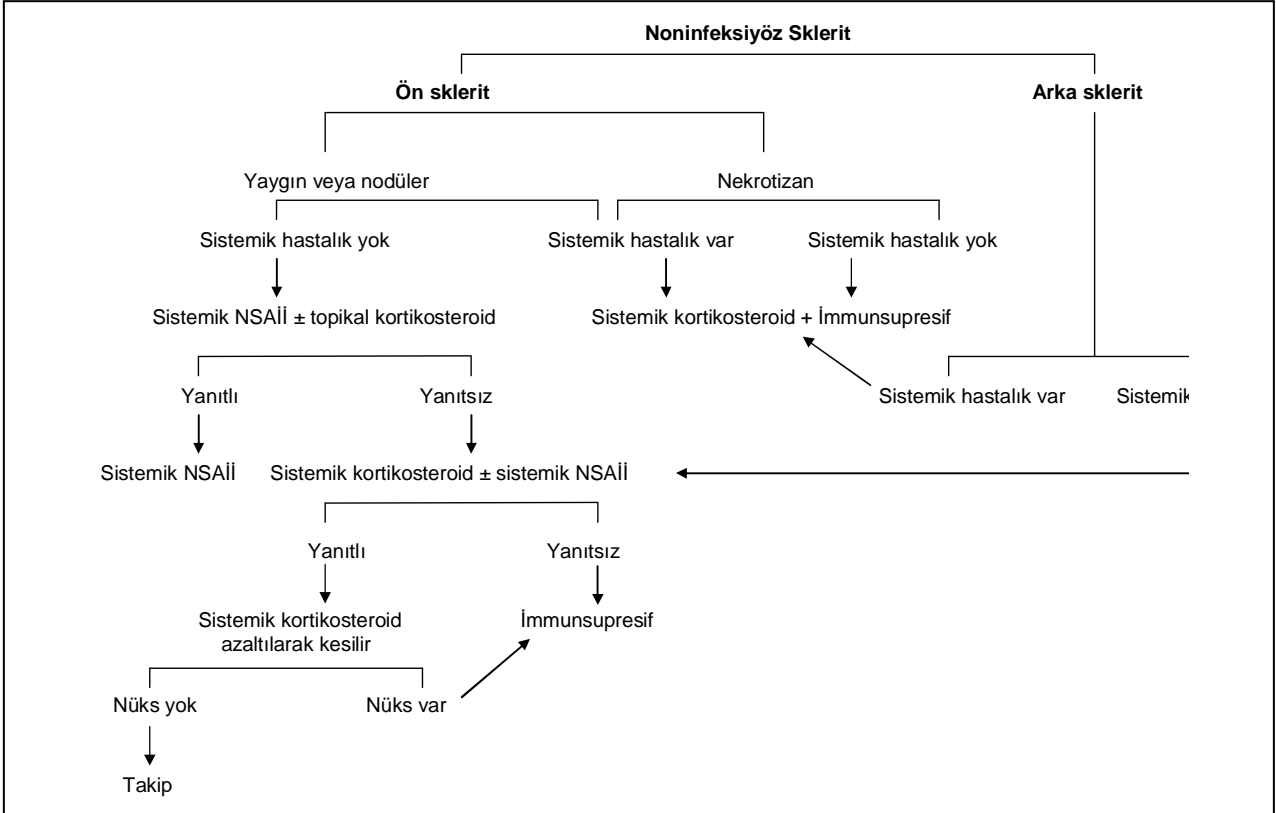 Noninfeksiyöz Sklerit
Ön sklerit
Arka sklerit
Yaygın veya nodüler
Nekrotizan
Sistemik hastalık yok
Sistemik hastalık var
Sistemik hastalık yok
Sistemik NSAİİ ± topikal kortikosteroid
Sistemik kortikosteroid + İmmunsupresif
Yanıtlı
Yanıtsız
Sistemik hastalık var
Sistemik
Sistemik NSAİİ
Sistemik kortikosteroid ± sistemik NSAİİ
Yanıtlı
Yanıtsız
Sistemik kortikosteroid
azaltılarak kesilir
İmmunsupresif
Nüks yok
Nüks var
Takip